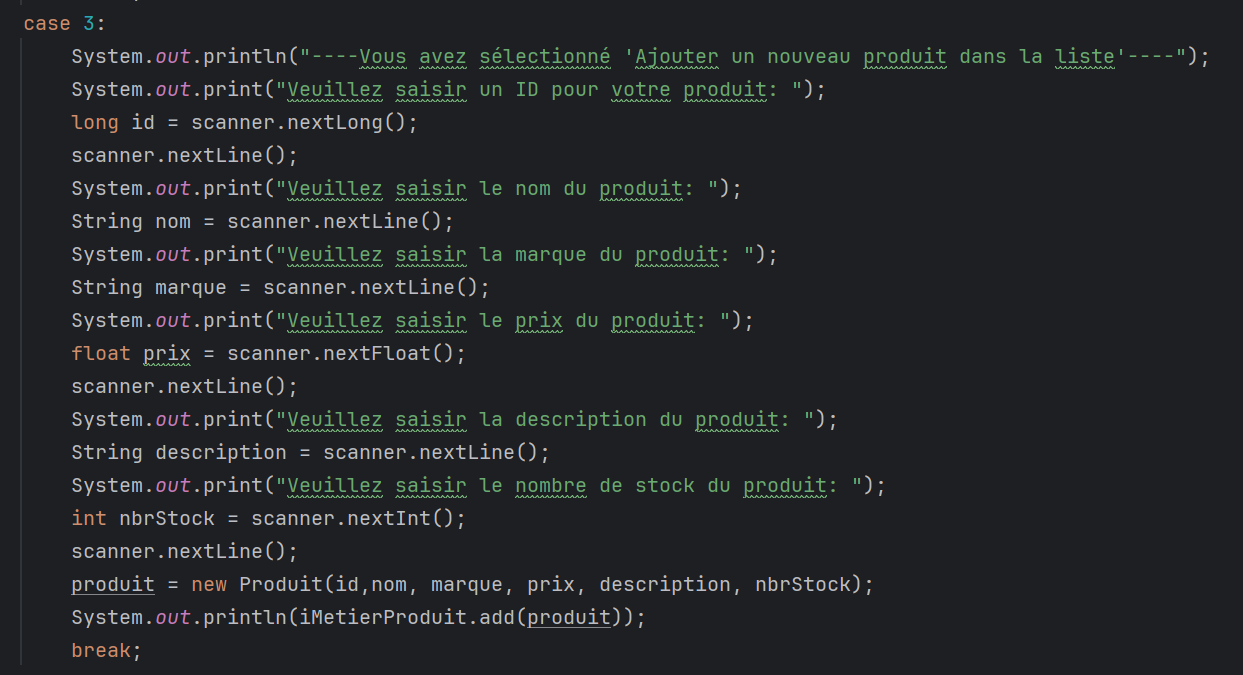 case 3:
    System.out.println("----Vous avez sélectionné 'Ajouter un nouveau produit dans la liste'----");
    System.out.print("Veuillez saisir un ID pour votre produit: ");
    long id = scanner.nextLong();
    scanner.nextLine();
    System.out.print("Veuillez saisir le nom du produit: ");
    String nom = scanner.nextLine();
    System.out.print("Veuillez saisir la marque du produit: ");
    String marque = scanner.nextLine();
    System.out.print("Veuillez saisir le prix du produit: ");
    float prix = scanner.nextFloat();
    scanner.nextLine();
    System.out.print("Veuillez saisir la description du produit: ");
    String description = scanner.nextLine();
    System.out.print("Veuillez saisir le nombre de stock du produit: ");
    int nbrStock = scanner.nextInt();
    scanner.nextLine();
    produit = new Produit(id,nom, marque, prix, description, nbrStock);
    System.out.println(iMetierProduit.add(produit));
    break;